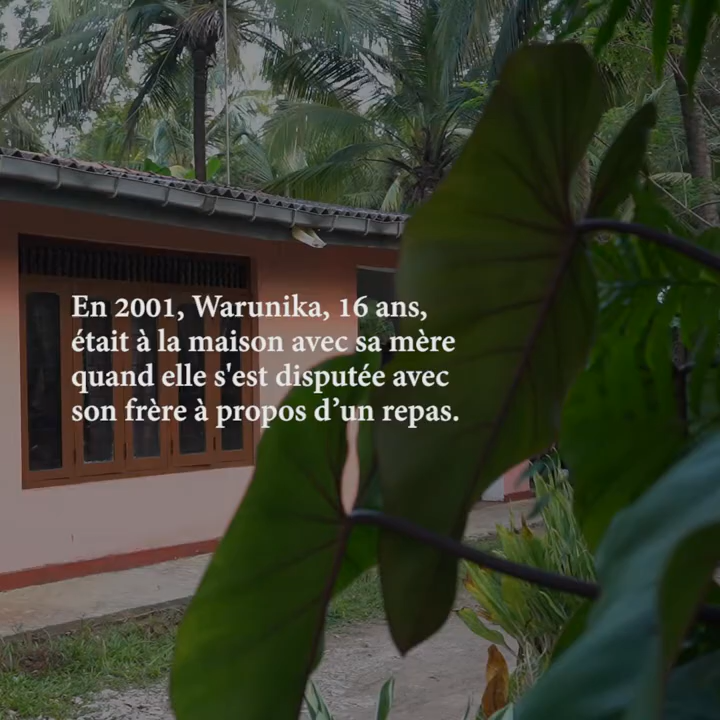 En 2001, Warunika, 16 ans,
était à la maison avec sa mère
quand elle s'est disputée avec
son frère à propos d’un repas.